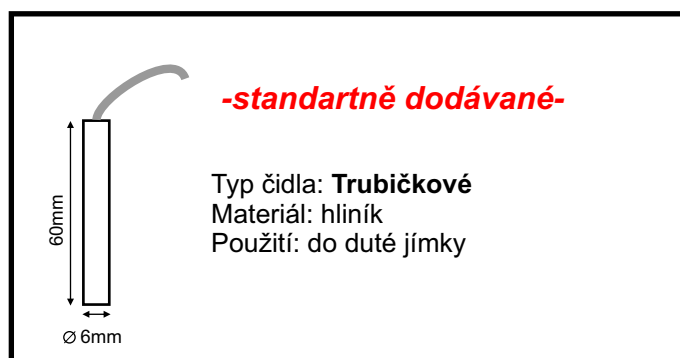 -standartně dodávané-
Typ čidla: Trubičkové
Materiál: hliník
Použití: do duté jímky
60mm
∅ 6mm